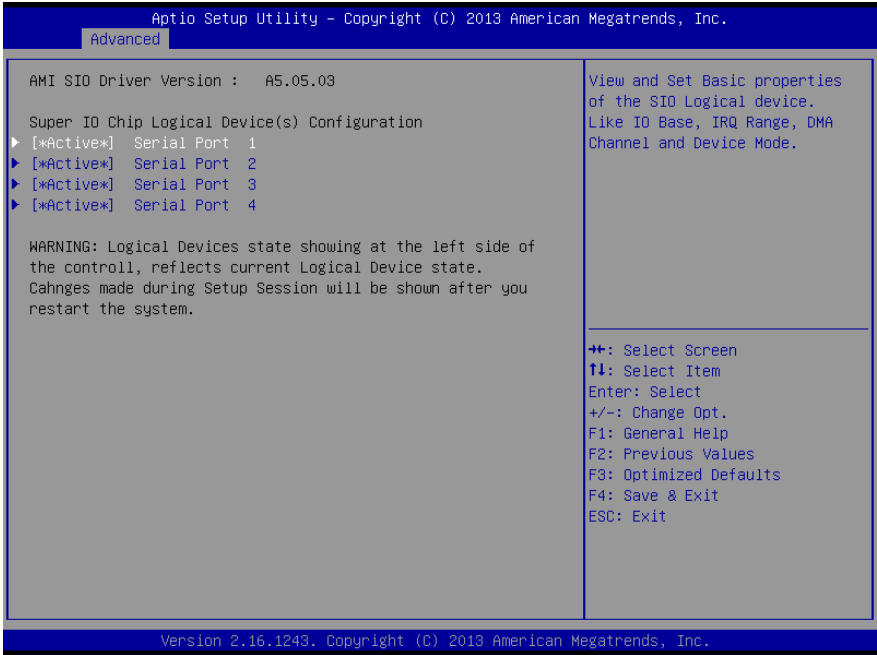 Aptio Setup Utility – Copyright (C) 2013 American Megatrends, Inc.
Advanced
AMI SIO Driver Version : A5.05.03
Super IO Chip Logical Device(s) Configuration
[*Active*] Serial Port 1
[*Active*] Serial Port 2
[*Active*] Serial Port 3
[*Active*] Serial Port 4
WARNING: Logical Devices state showing at the left side of
the controll, reflects current Logical Device state.
Cahnges made during Setup Session will be shown after you
restart the system.
View and Set Basic properties
of the SIO Logical device.
Like IO Base, IRQ Range, DMA
Channel and Device Mode.
→←: Select Screen
↑↓: Select Item
Enter: Select
+/-: Change Opt.
F1: General Help
F2: Previous Values
F3: Optimized Defaults
F4: Save & Exit
ESC: Exit
Version 2.16.1243. Copyright (C) 2013 American Megatrends, Inc.